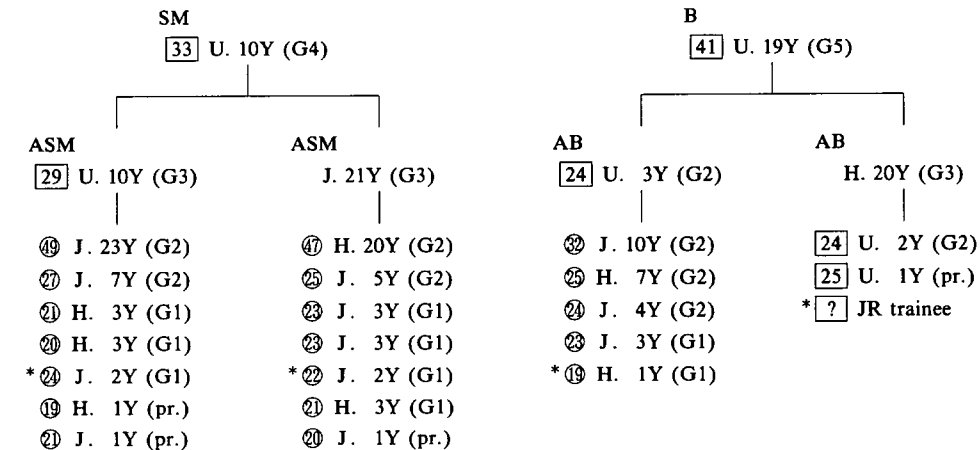 SM
33 U. 10Y (G4)
ASM
29 U. 10Y (G3)
㊾ J. 23Y (G2)
㉗ J. 7Y (G2)
㉑ H. 3Y (G1)
⑳ H. 3Y (G1)
* ㉔ J. 2Y (G1)
⑲ H. 1Y (pr.)
㉑ J. 1Y (pr.)
ASM
J. 21Y (G3)
㊼ H. 20Y (G2)
㉕ J. 5Y (G2)
㉓ J. 3Y (G1)
㉓ J. 3Y (G1)
* ㉒ J. 2Y (G1)
㉑ H. 3Y (G1)
⑳ J. 1Y (pr.)
B
41 U. 19Y (G5)
AB
24 U. 3Y (G2)
㉜ J. 10Y (G2)
㉕ H. 7Y (G2)
㉔ J. 4Y (G2)
㉓ J. 3Y (G1)
* ⑲ H. 1Y (G1)
AB
H. 20Y (G3)
24 U. 2Y (G2)
25 U. 1Y (pr.)
* ? JR trainee